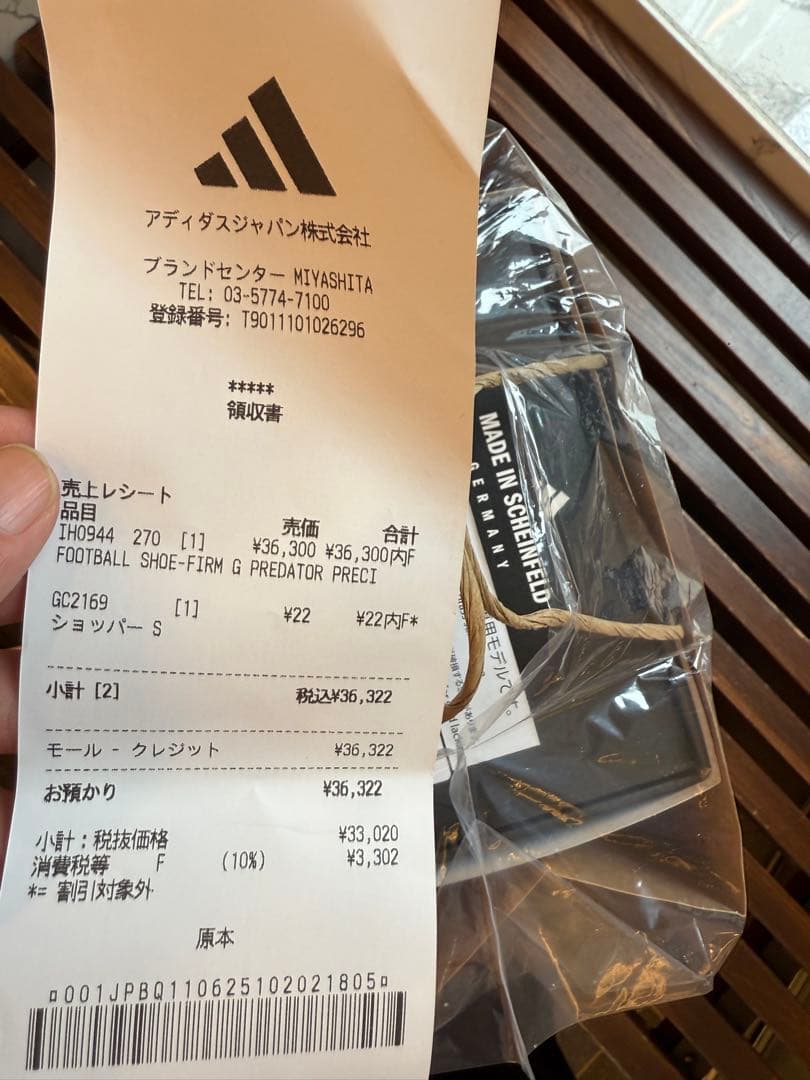 アディダスジャパン株式会社
ブランドセンター MIYASHITA
TEL: 03-5774-7100
登録番号: T9011101026296
*****
領収書
売上レシート
品目 売価 合計
IH0944 270 [1] ¥36,300 ¥36,300内F
FOOTBALL SHOE-FIRM G PREDATOR PRECI
GC2169 [1] ¥22 ¥22内F*
ショッパー S
小計 [2] 税込¥36,322
モール - クレジット ¥36,322
お預かり ¥36,322
小計:税抜価格 ¥33,020
消費税等 F (10%) ¥3,302
*= 割引対象外
原本
¤001JPBQ110625102021805¤
MADE IN SCHEINFELD
GERMANY
用モデルです。